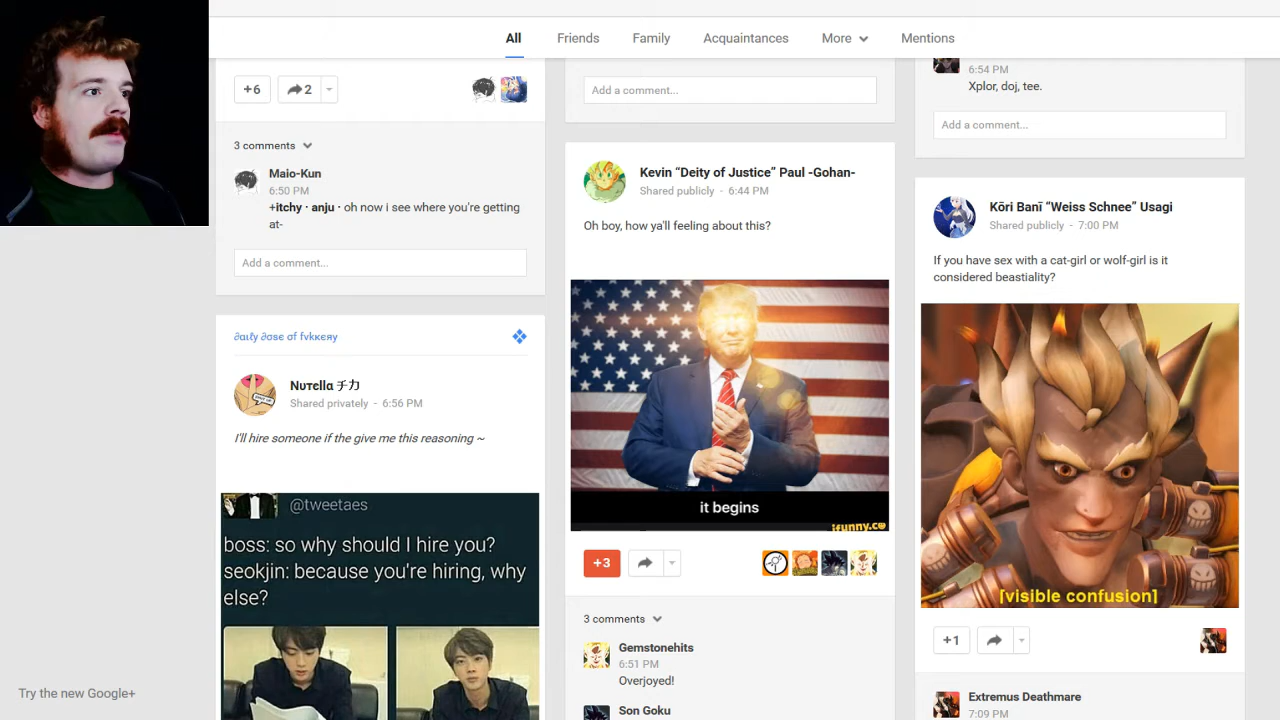 All
Friends
Family
Acquaintances
More
Mentions
+6
2
3 comments
Maio-Kun
6:50 PM
+itchy · anju · oh now i see where you're getting
at-
Add a comment...
∂αιℓу ∂σѕє σf fvkкєяу
Nυтεllα チカ
Shared privately - 6:56 PM
I'll hire someone if the give me this reasoning ~
@tweetaes
boss: so why should I hire you?
seokjin: because you're hiring, why
else?
Add a comment...
Kevin “Deity of Justice” Paul -Gohan-
Shared publicly - 6:44 PM
Oh boy, how ya'll feeling about this?
it begins
ifunny.co
+3
3 comments
Gemstonehits
6:51 PM
Overjoyed!
Son Goku
6:54 PM
Xplor, doj, tee.
Add a comment...
Kōri Banī “Weiss Schnee” Usagi
Shared publicly - 7:00 PM
If you have sex with a cat-girl or wolf-girl is it
considered beastiality?
[visible confusion]
+1
Extremus Deathmare
7:09 PM
Try the new Google+